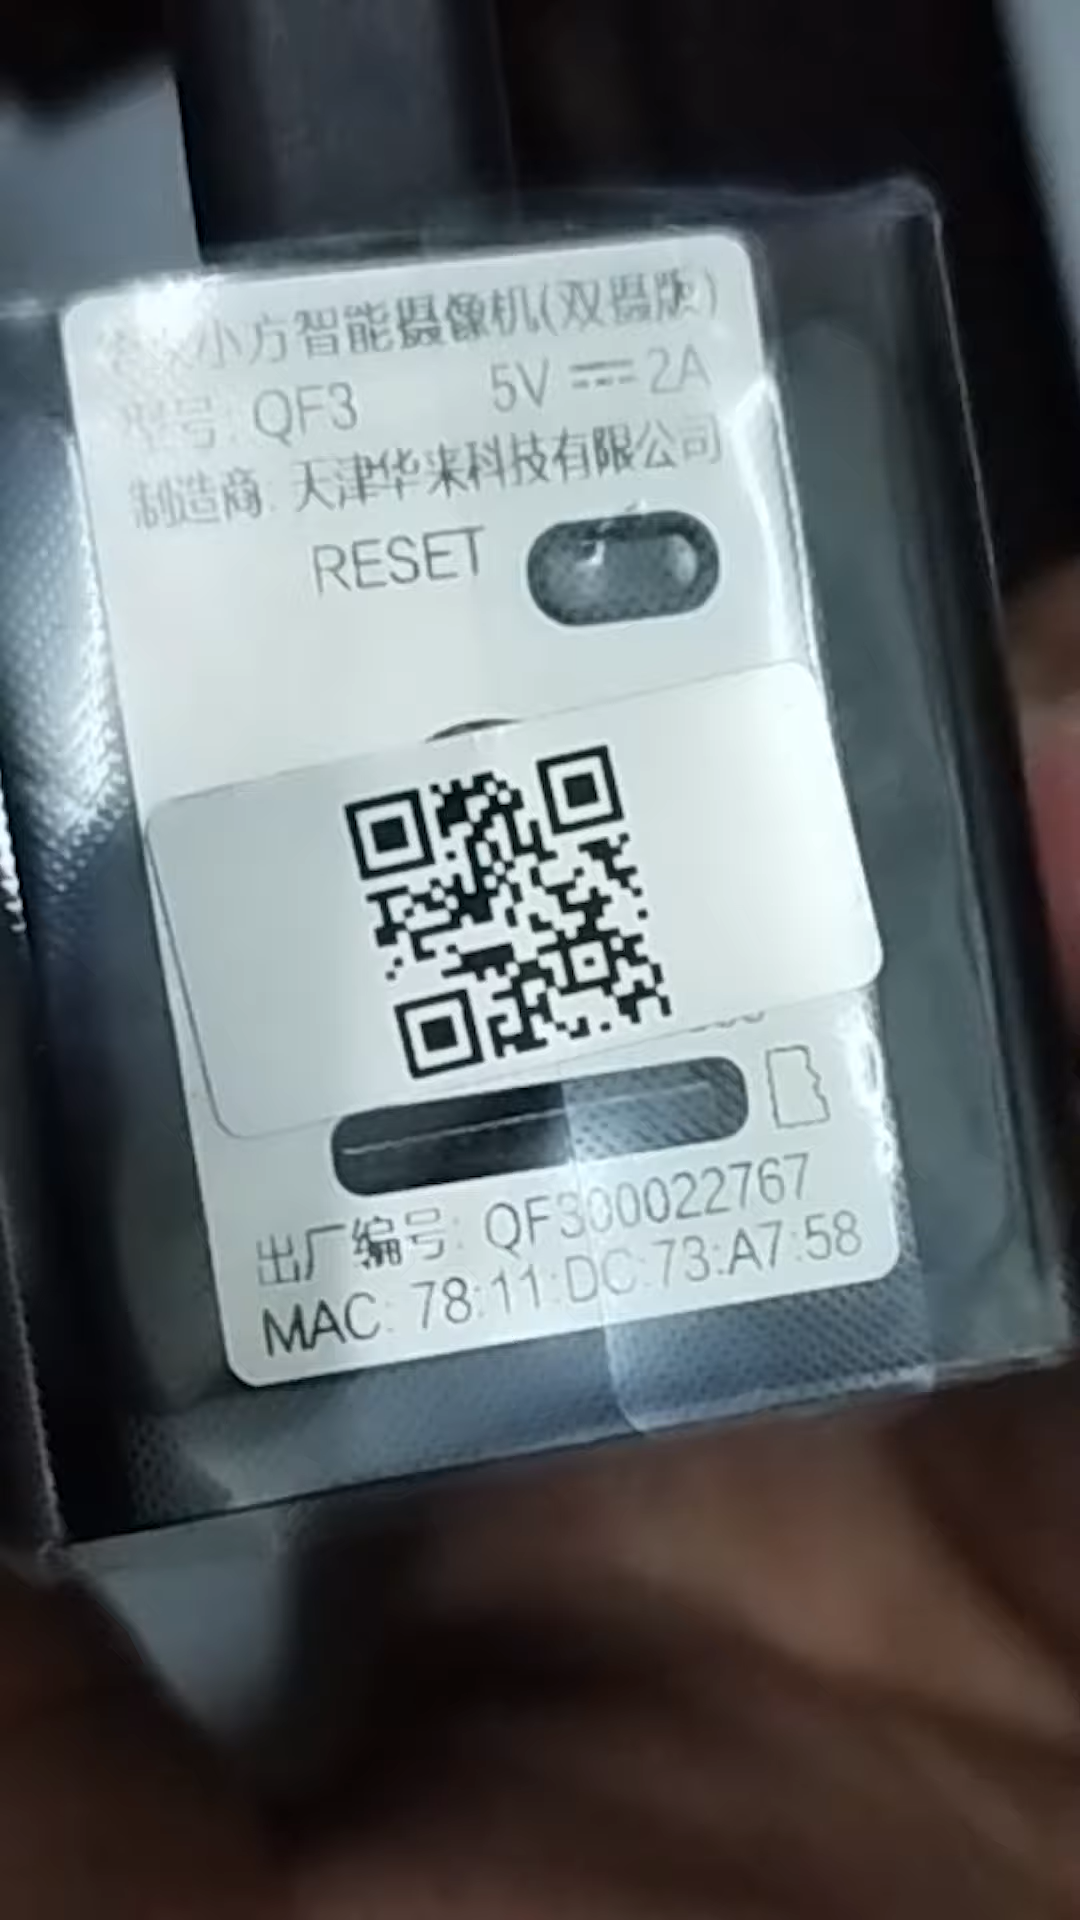 小方智能摄像机(双摄版)
型号: QF3 5V ⎓ 2A
制造商: 天津华来科技有限公司
RESET
出厂编号: QF300022767
MAC: 78:11:DC:73:A7:58